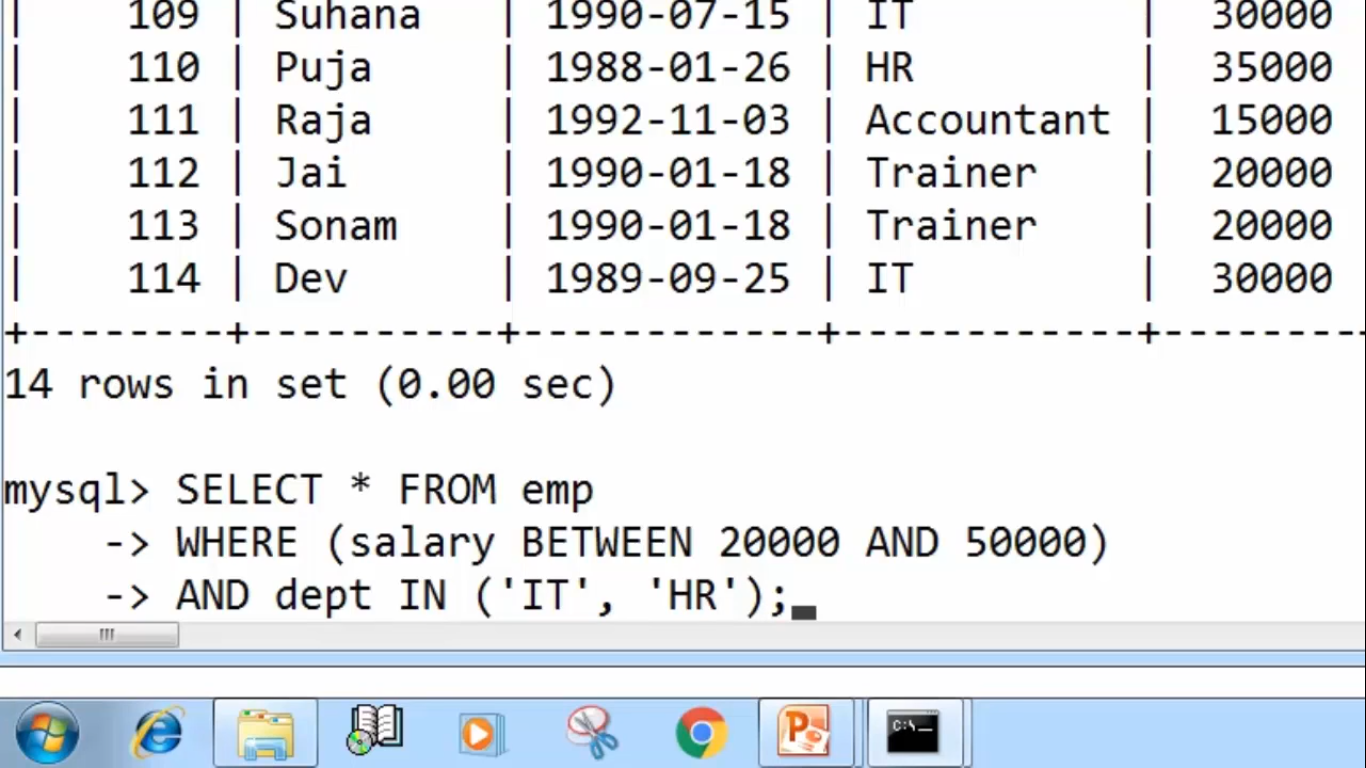 | 109 | Suhana | 1990-07-15 | IT | 30000
| 110 | Puja | 1988-01-26 | HR | 35000
| 111 | Raja | 1992-11-03 | Accountant | 15000
| 112 | Jai | 1990-01-18 | Trainer | 20000
| 113 | Sonam | 1990-01-18 | Trainer | 20000
| 114 | Dev | 1989-09-25 | IT | 30000
+--------+----------+------------+------------+--------
14 rows in set (0.00 sec)
mysql> SELECT * FROM emp
-> WHERE (salary BETWEEN 20000 AND 50000)
-> AND dept IN ('IT', 'HR');
C:\_